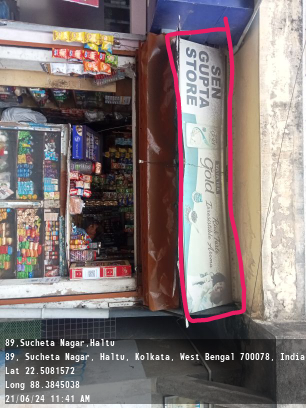 SEN
GUPTA
STORE
Gold
89,Sucheta Nagar,Haltu
89, Sucheta Nagar, Haltu, Kolkata, West Bengal 700078, India
Lat 22.5081572
Long 88.3845038
21/06/24 11:41 AM